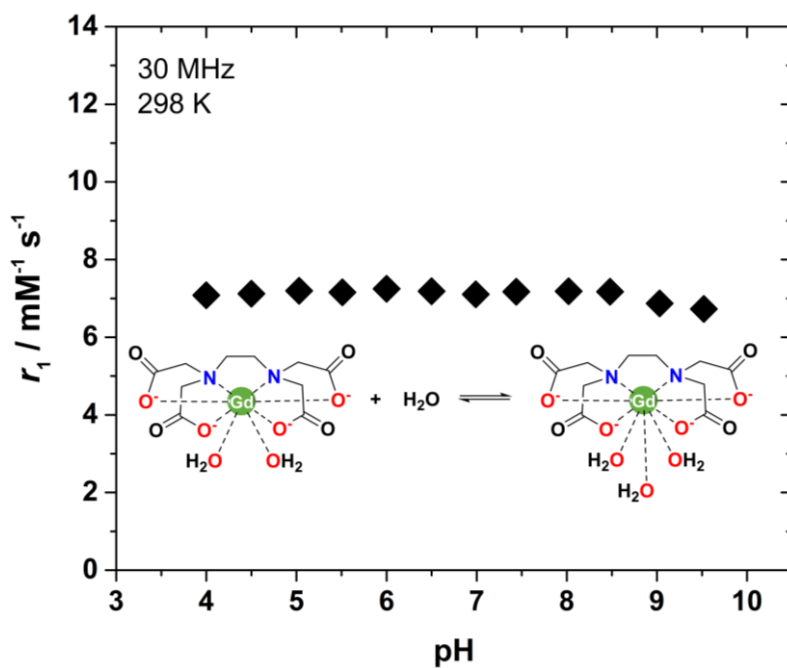 14
12
10
8
6
4
2
0
r₁ / mM⁻¹ s⁻¹
30 MHz
298 K
O N N O
O⁻ Gd O⁻
O O⁻ O⁻ O
H₂O OH₂
+ H₂O
O N N O
O⁻ Gd O⁻
O O⁻ O⁻ O
H₂O OH₂
H₂O
3 4 5 6 7 8 9 10
pH